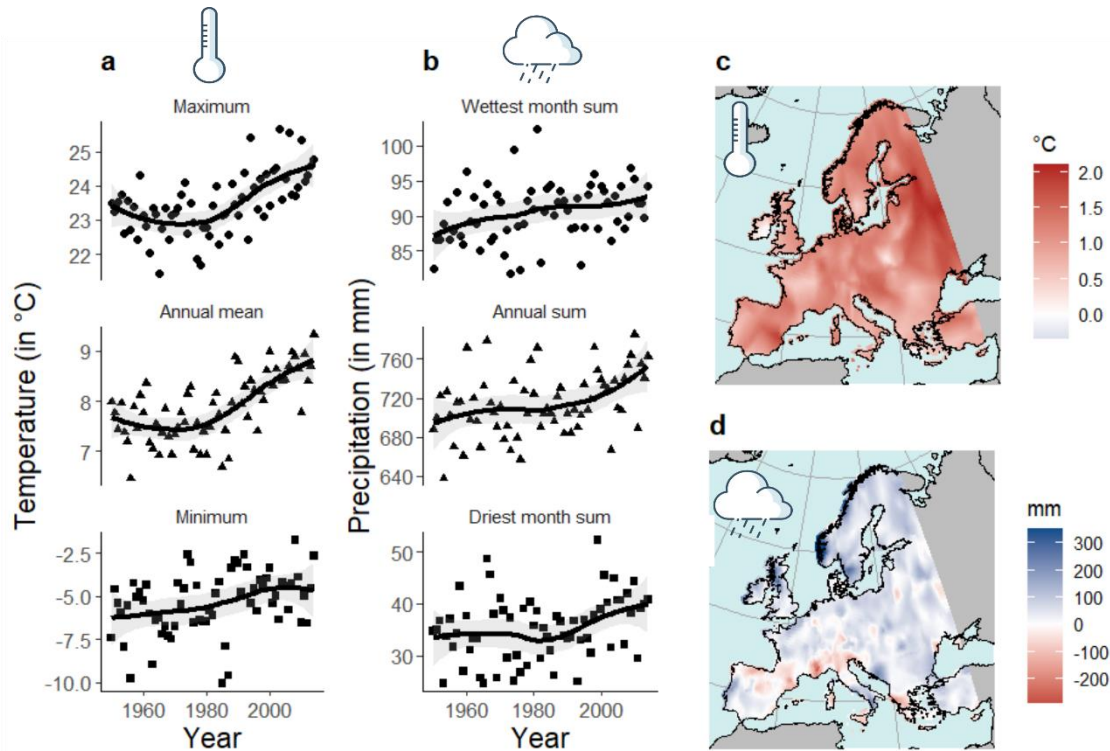 a
b
c
Maximum
Wettest month sum
25
24
23
22
100
95
90
85
°C
2.0
1.5
1.0
0.5
0.0
Annual mean
Annual sum
9
8
7
760
720
680
640
Temperature (in °C)
Precipitation (in mm)
d
Minimum
Driest month sum
-2.5
-5.0
-7.5
-10.0
50
40
30
mm
300
200
100
0
-100
-200
1960
1980
2000
1960
1980
2000
Year
Year